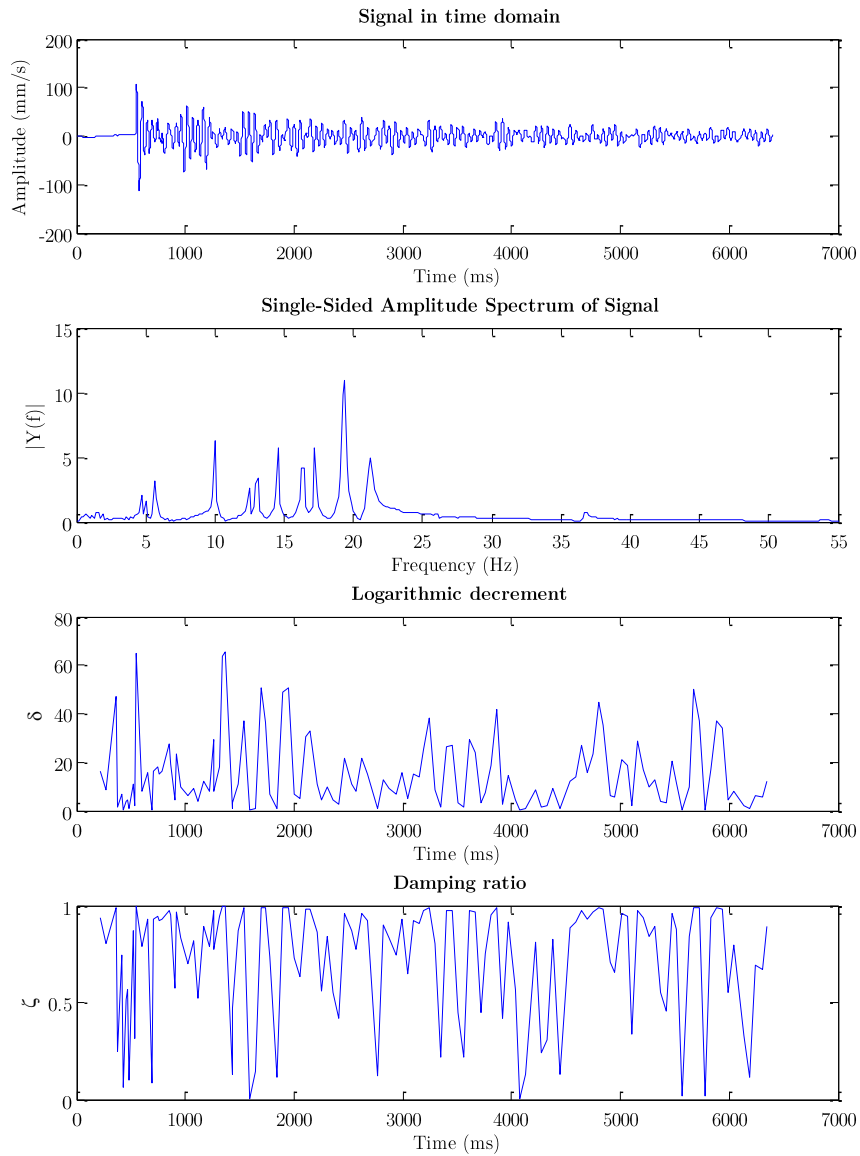 Signal in time domain
200
100
0
-100
-200
Amplitude (mm/s)
0 1000 2000 3000 4000 5000 6000 7000
Time (ms)
Single-Sided Amplitude Spectrum of Signal
15
10
5
0
|Y(f)|
0 5 10 15 20 25 30 35 40 45 50 55
Frequency (Hz)
Logarithmic decrement
80
60
40
20
0
δ
0 1000 2000 3000 4000 5000 6000 7000
Time (ms)
Damping ratio
1
0.5
0
ζ
0 1000 2000 3000 4000 5000 6000 7000
Time (ms)